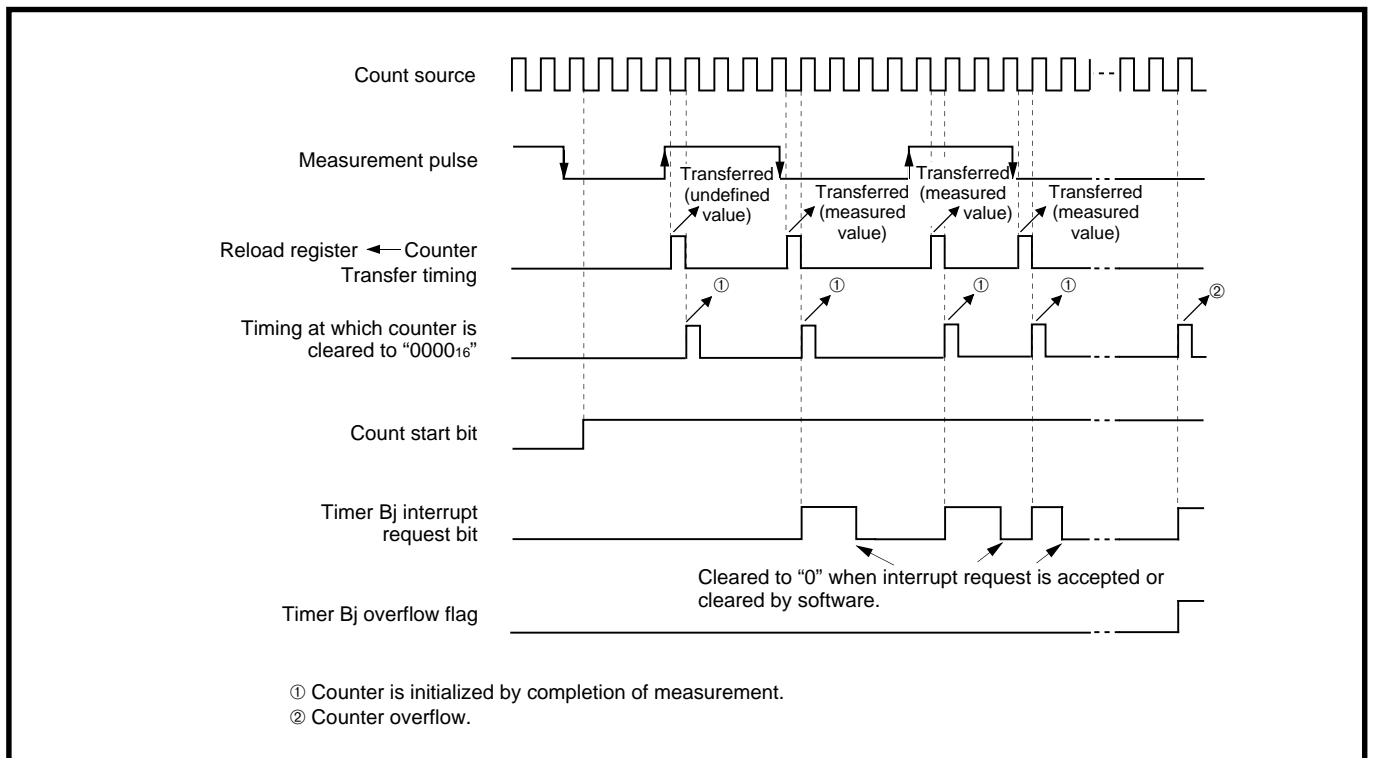 Count source
Measurement pulse
Transferred
(undefined
value)
Transferred
(measured
value)
Transferred
(measured
value)
Transferred
(measured
value)
Reload register ← Counter
Transfer timing
① ① ① ① ②
Timing at which counter is
cleared to “0000₁₆”
Count start bit
Timer Bj interrupt
request bit
Cleared to “0” when interrupt request is accepted or
cleared by software.
Timer Bj overflow flag
① Counter is initialized by completion of measurement.
② Counter overflow.